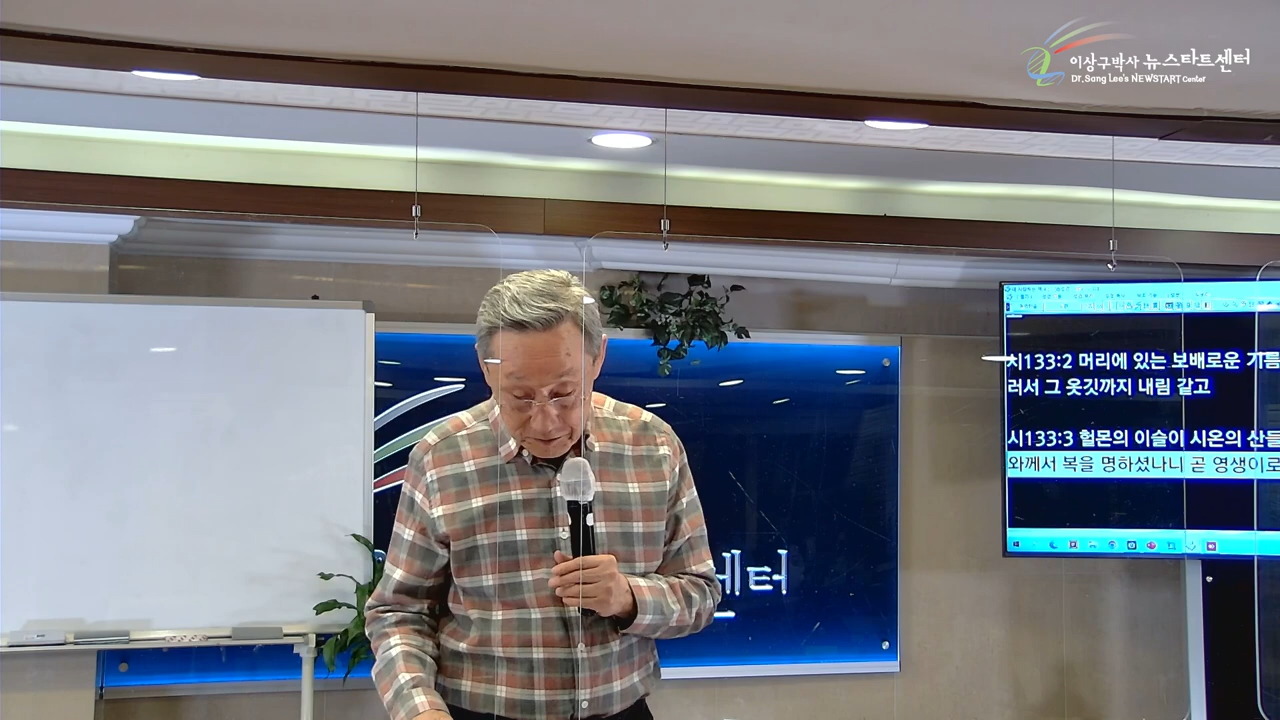 이상구박사 뉴스타트센터
Dr. Sang Lee's NEWSTART Center
시133:2 머리에 있는 보배로운 기름
러서 그 옷깃까지 내림 같고
시133:3 헐몬의 이슬이 시온의 산들
와께서 복을 명하셨나니 곧 영생이로
센터